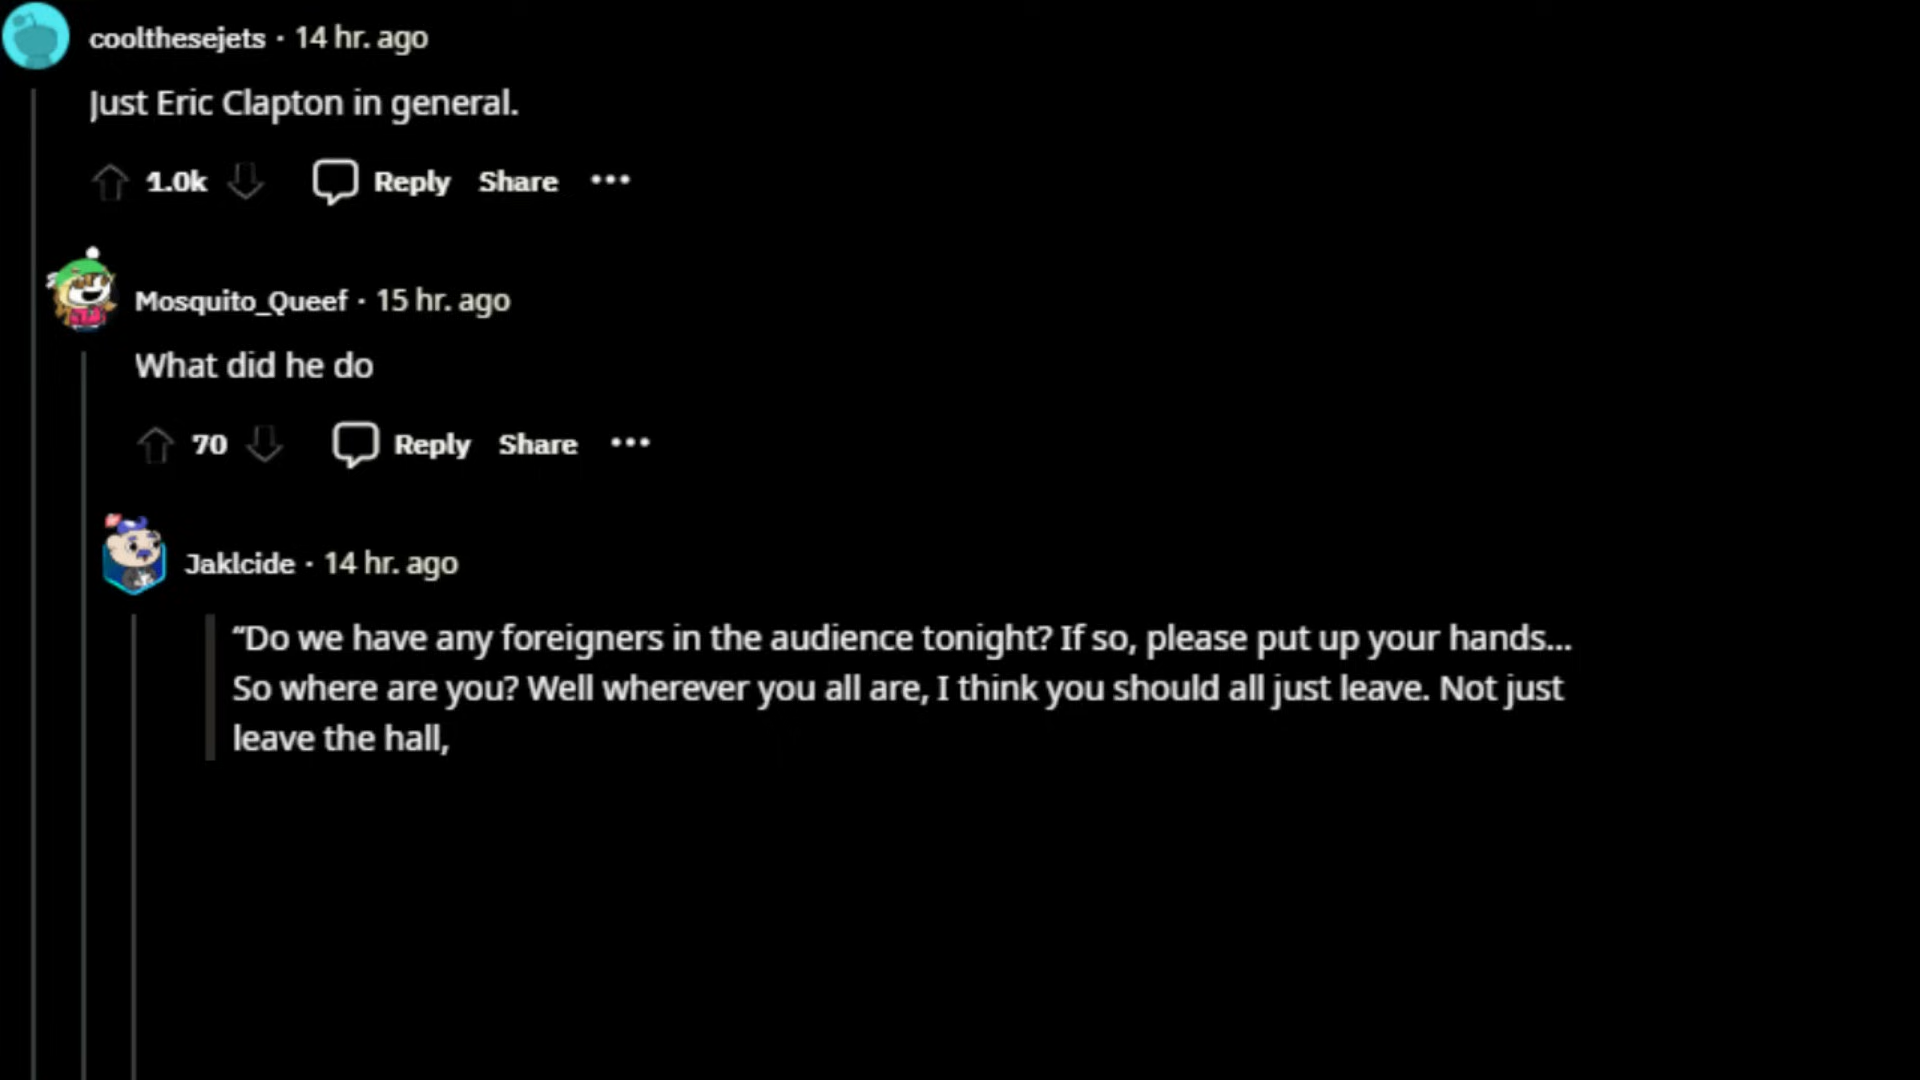 coolthesejets · 14 hr. ago
Just Eric Clapton in general.
1.0k Reply Share •••
Mosquito_Queef · 15 hr. ago
What did he do
70 Reply Share •••
Jaklcide · 14 hr. ago
“Do we have any foreigners in the audience tonight? If so, please put up your hands...
So where are you? Well wherever you all are, I think you should all just leave. Not just
leave the hall,